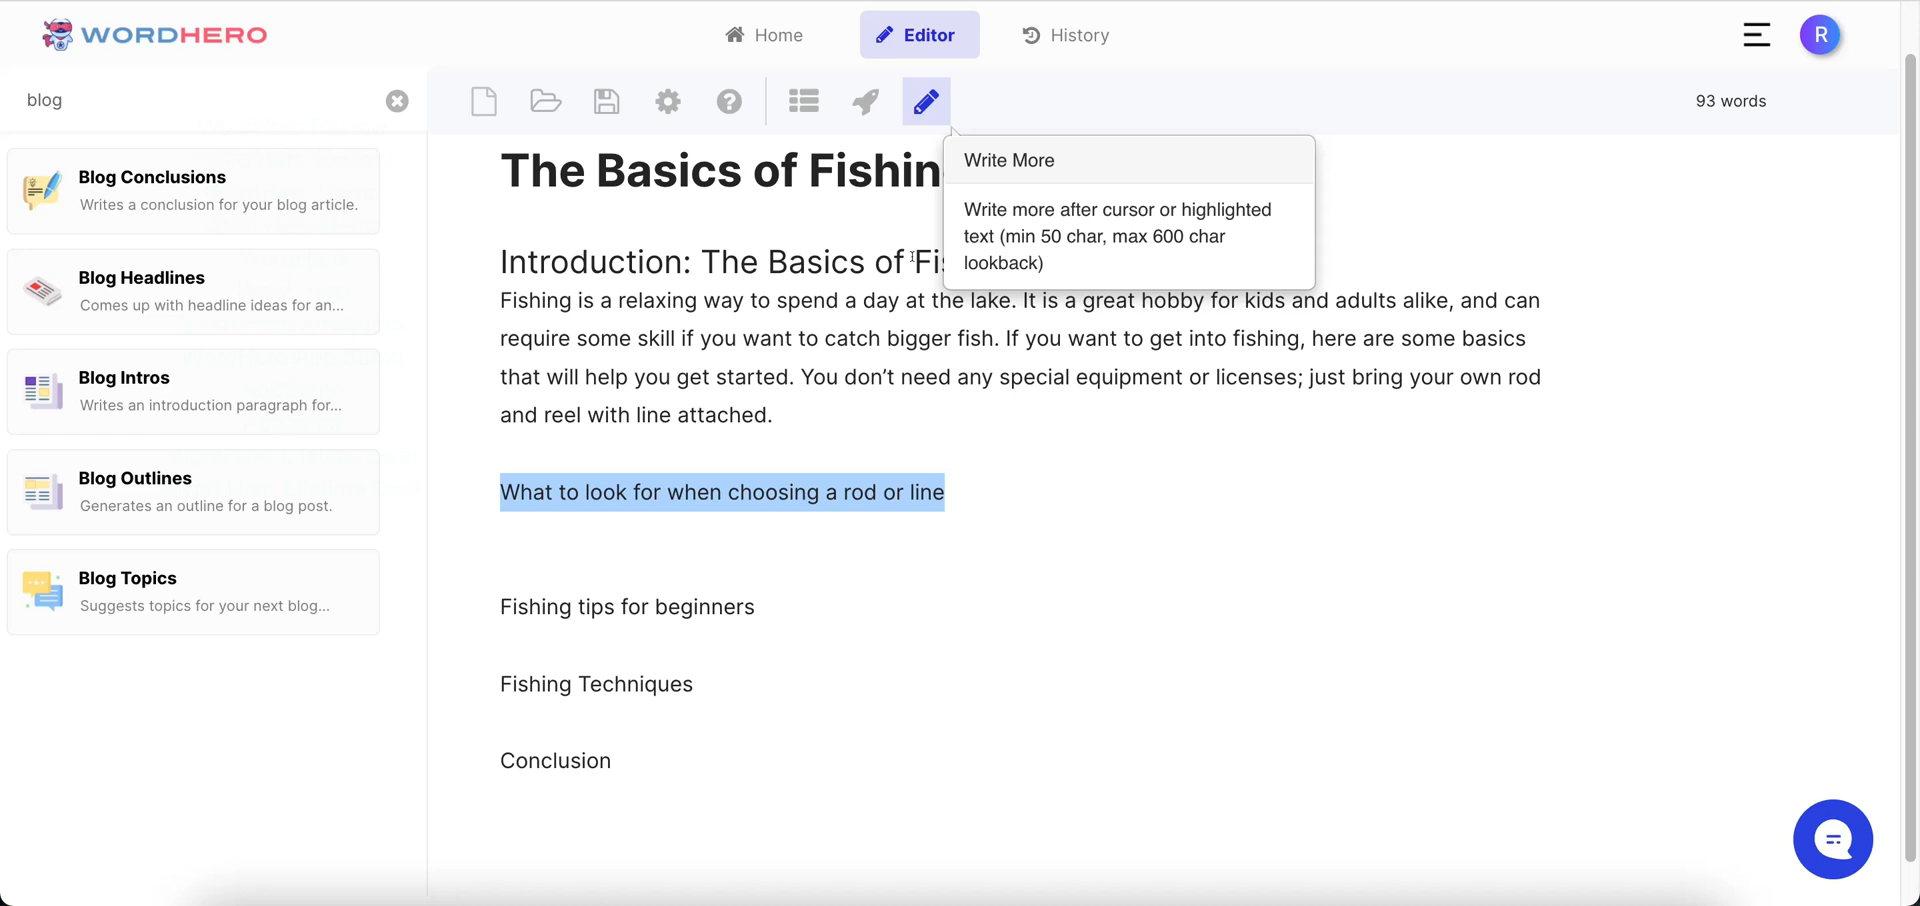 WORDHERO
Home
Editor
History
R
blog
93 words
Blog Conclusions
Writes a conclusion for your blog article.
Blog Headlines
Comes up with headline ideas for an...
Blog Intros
Writes an introduction paragraph for...
Blog Outlines
Generates an outline for a blog post.
Blog Topics
Suggests topics for your next blog...
Write More
Write more after cursor or highlighted
text (min 50 char, max 600 char
lookback)
The Basics of Fishin
Introduction: The Basics of Fis
Fishing is a relaxing way to spend a day at the lake. It is a great hobby for kids and adults alike, and can
require some skill if you want to catch bigger fish. If you want to get into fishing, here are some basics
that will help you get started. You don’t need any special equipment or licenses; just bring your own rod
and reel with line attached.
What to look for when choosing a rod or line
Fishing tips for beginners
Fishing Techniques
Conclusion